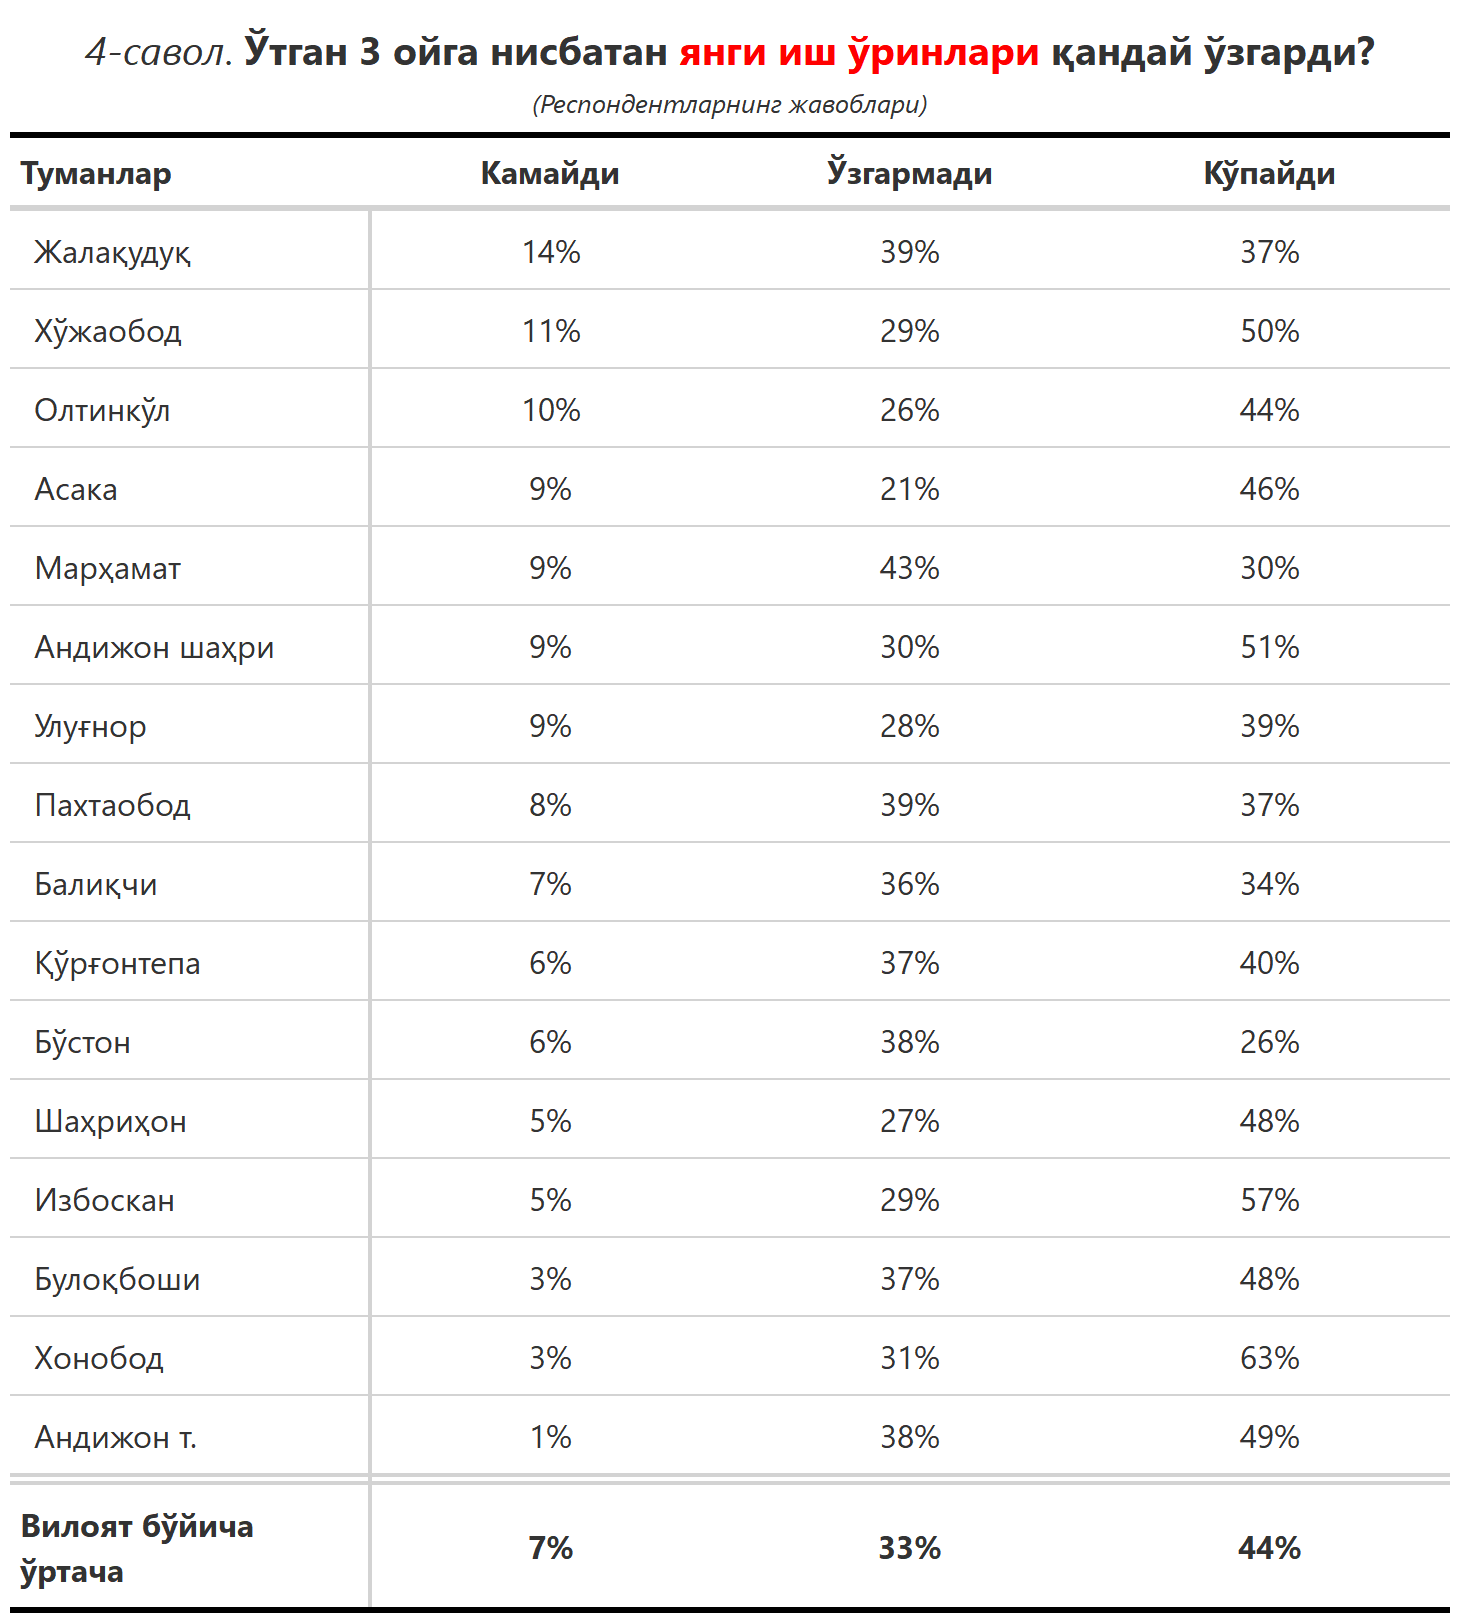 4-савол. Ўтган 3 ойга нисбатан янги иш ўринлари қандай ўзгарди?
(Респондентларнинг жавоблари)
Туманлар Камайди Ўзгармади Кўпайди
Жалақудуқ 14% 39% 37%
Хўжаобод 11% 29% 50%
Олтинкўл 10% 26% 44%
Асака 9% 21% 46%
Марҳамат 9% 43% 30%
Андижон шаҳри 9% 30% 51%
Улуғнор 9% 28% 39%
Пахтаобод 8% 39% 37%
Балиқчи 7% 36% 34%
Қўрғонтепа 6% 37% 40%
Бўстон 6% 38% 26%
Шаҳриҳон 5% 27% 48%
Избоскан 5% 29% 57%
Булоқбоши 3% 37% 48%
Хонобод 3% 31% 63%
Андижон т. 1% 38% 49%
Вилоят бўйича
ўртача 7% 33% 44%